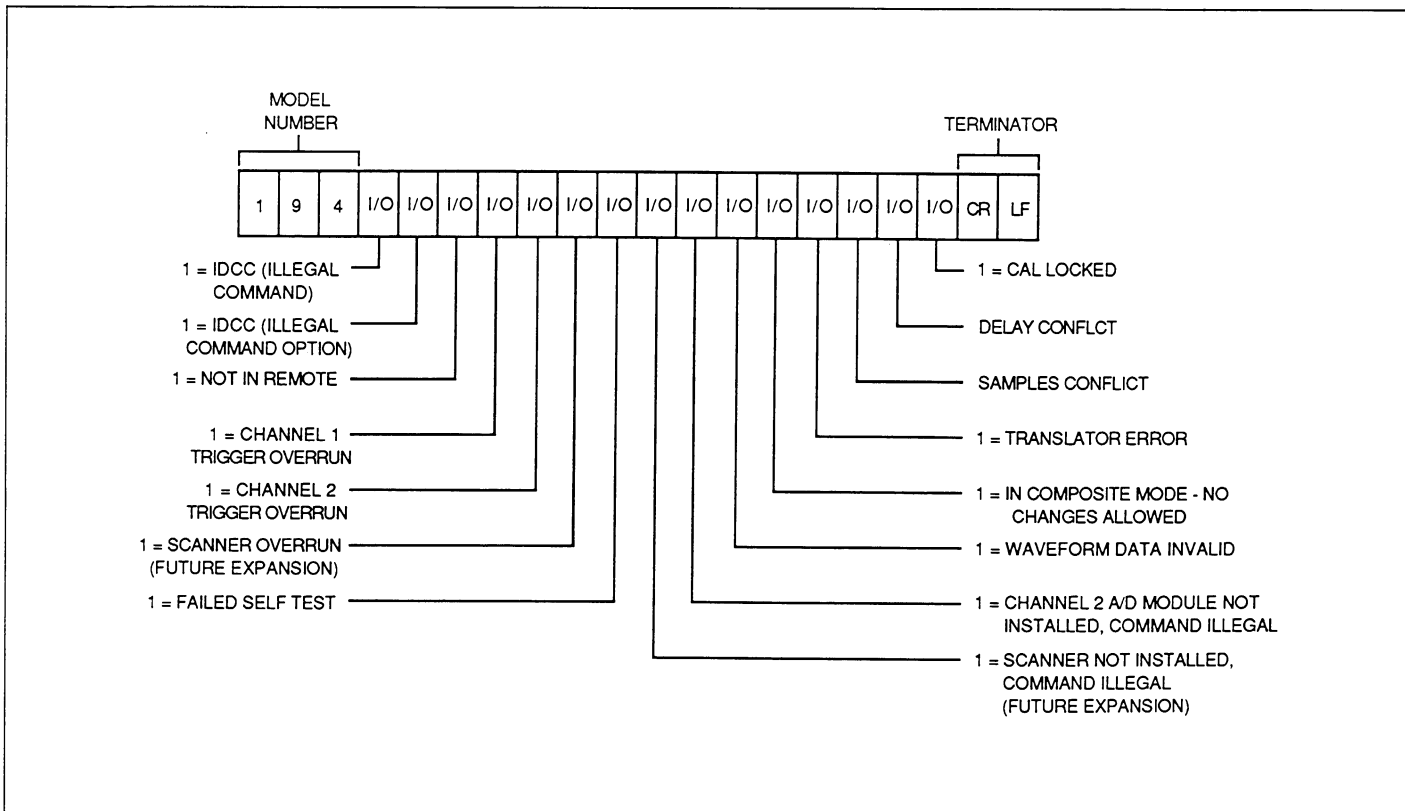 MODEL
NUMBER
TERMINATOR
1 9 4 I/O I/O I/O I/O I/O I/O I/O I/O I/O I/O I/O I/O I/O I/O I/O CR LF
1 = IDCC (ILLEGAL
COMMAND)
1 = IDCC (ILLEGAL
COMMAND OPTION)
1 = NOT IN REMOTE
1 = CHANNEL 1
TRIGGER OVERRUN
1 = CHANNEL 2
TRIGGER OVERRUN
1 = SCANNER OVERRUN
(FUTURE EXPANSION)
1 = FAILED SELF TEST
1 = CAL LOCKED
DELAY CONFLCT
SAMPLES CONFLICT
1 = TRANSLATOR ERROR
1 = IN COMPOSITE MODE - NO
CHANGES ALLOWED
1 = WAVEFORM DATA INVALID
1 = CHANNEL 2 A/D MODULE NOT
INSTALLED, COMMAND ILLEGAL
1 = SCANNER NOT INSTALLED,
COMMAND ILLEGAL
(FUTURE EXPANSION)